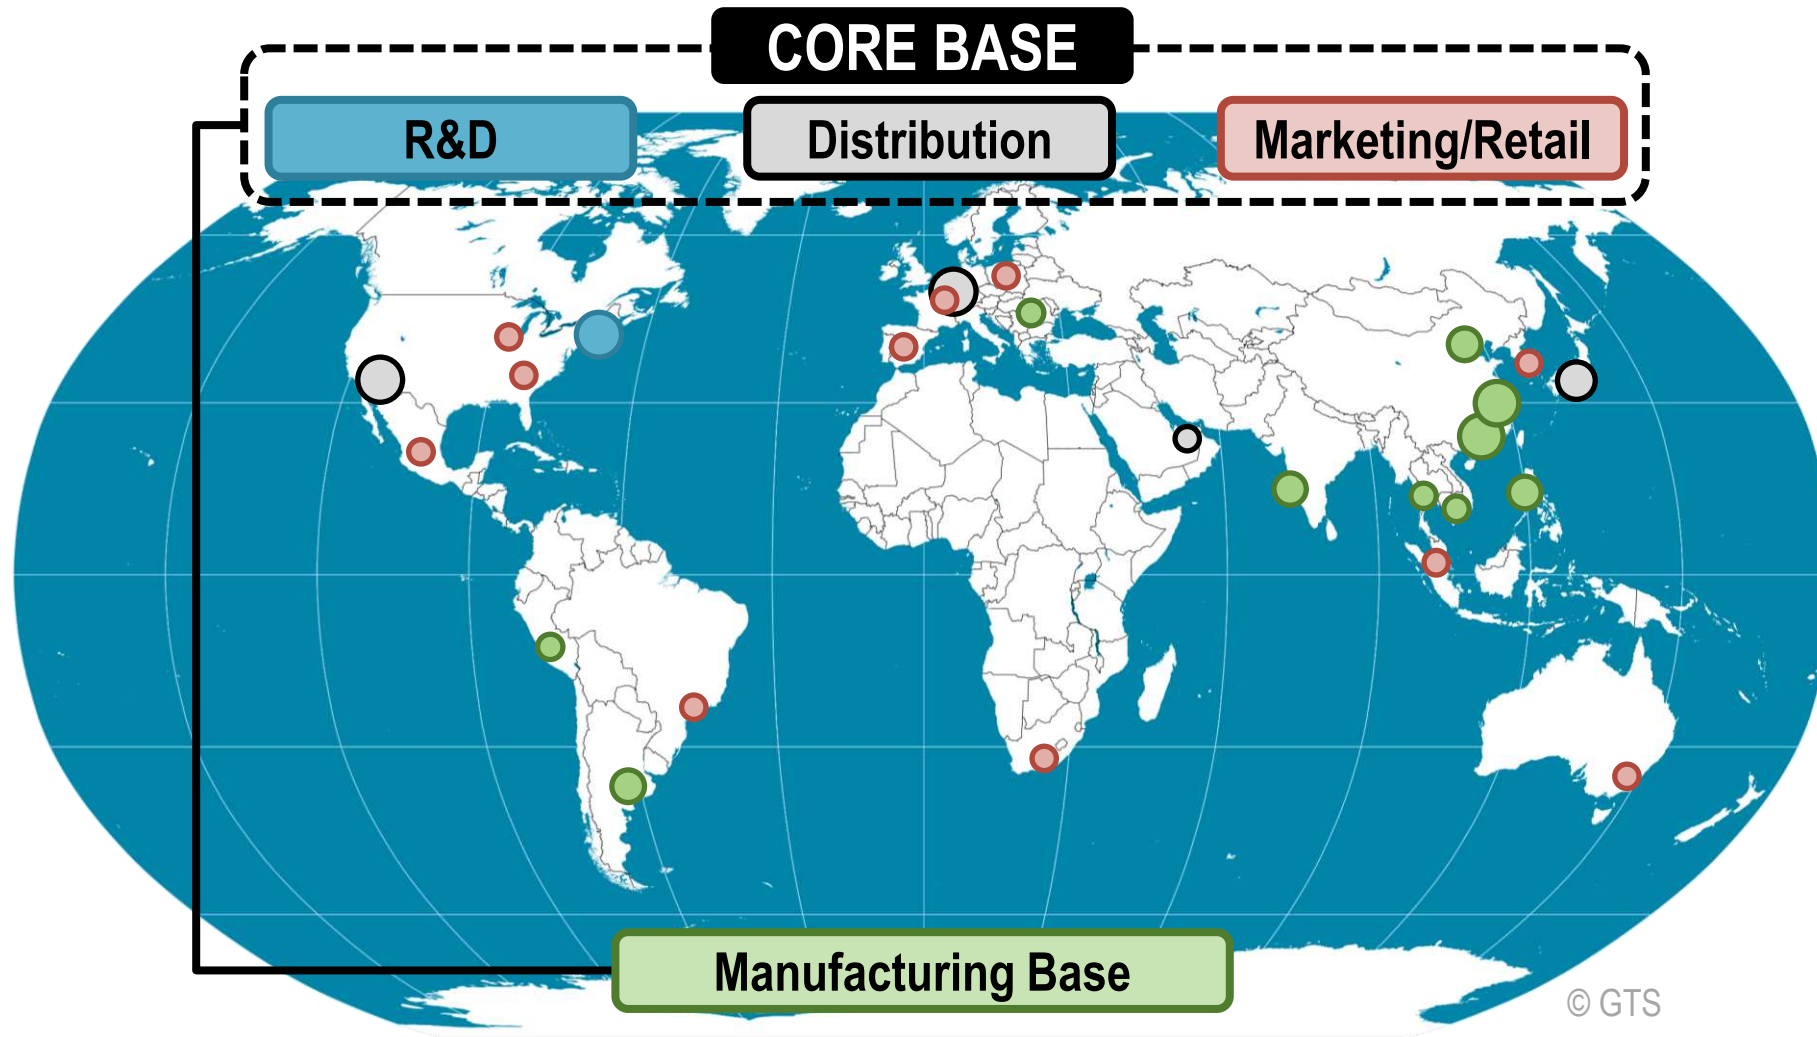 CORE BASE
R&D
Distribution
Marketing/Retail
Manufacturing Base
© GTS